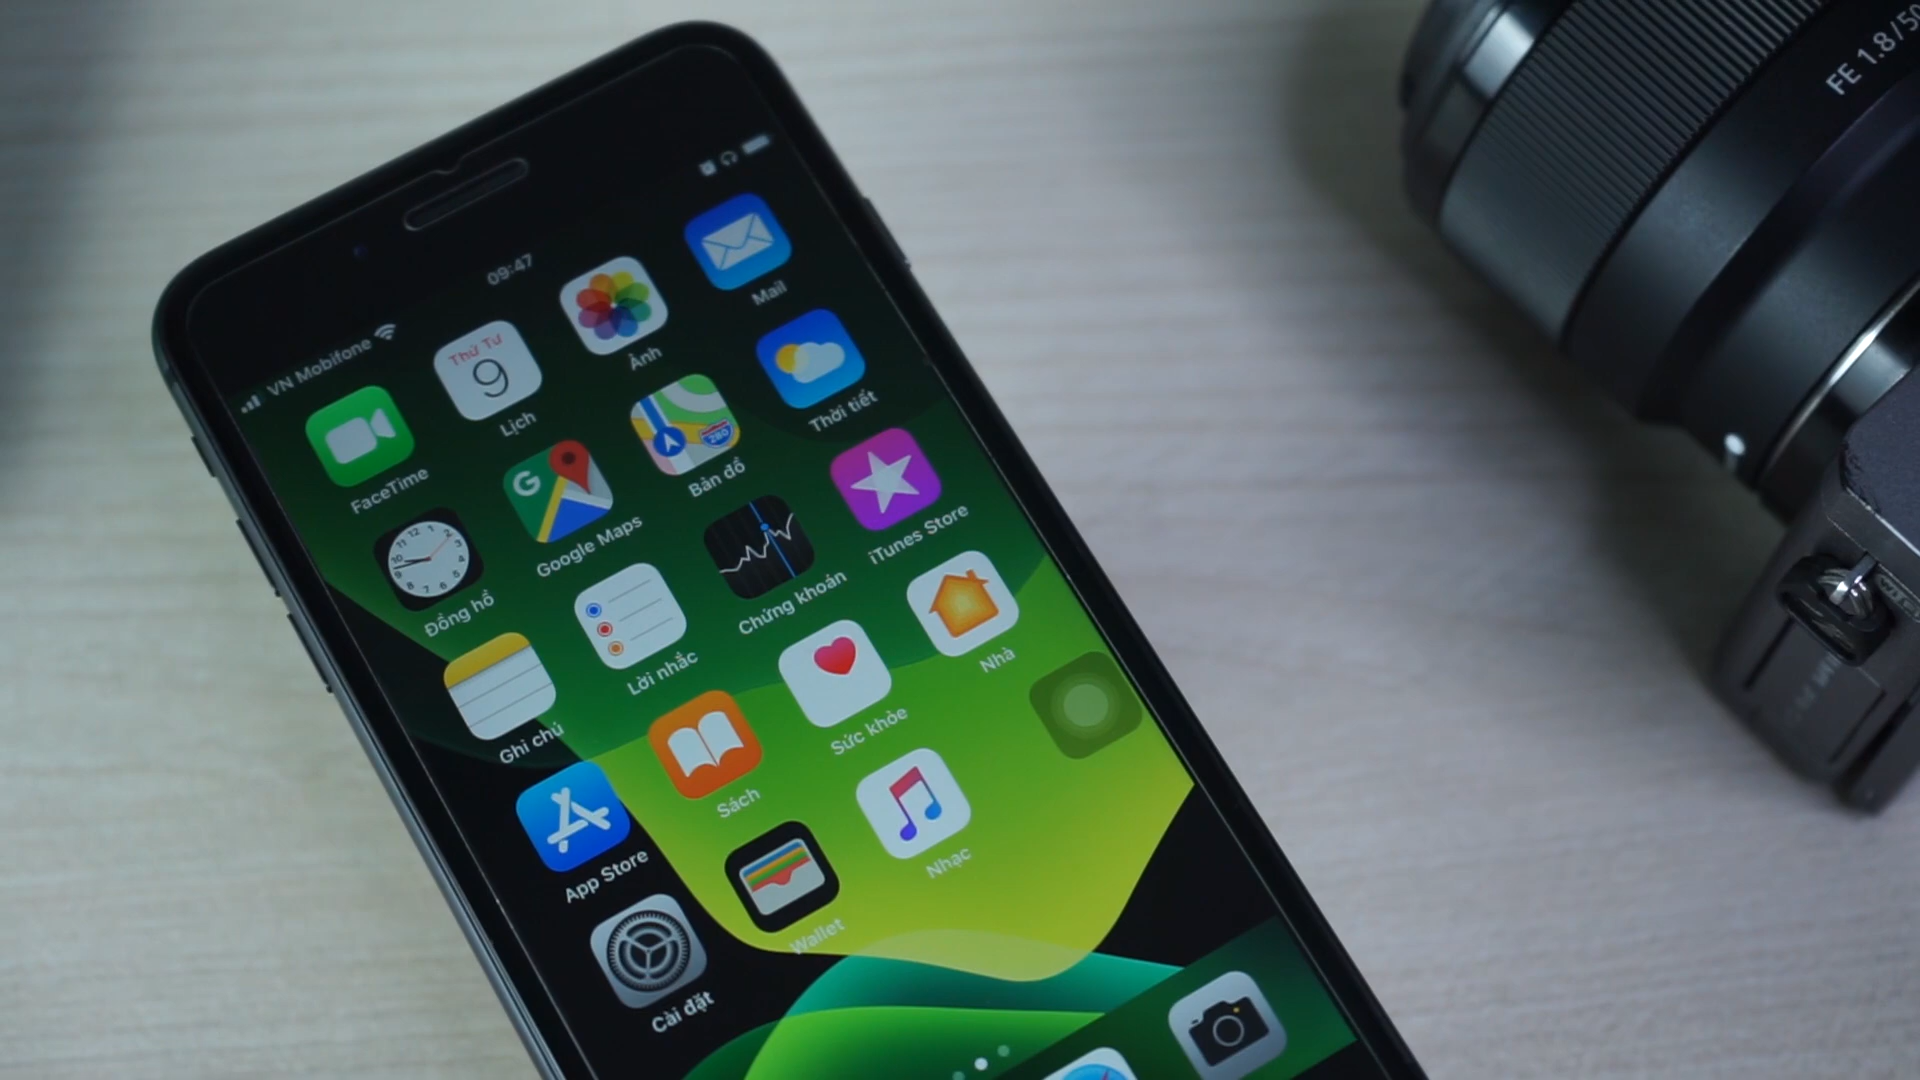 VN Mobifone
09:47
FaceTime
Thứ Tư
9
Lịch
Ảnh
Mail
Đồng hồ
G
Google Maps
280
Bản đồ
Thời tiết
Ghi chú
Lời nhắc
Chứng khoán
iTunes Store
App Store
Sách
Sức khỏe
Nhà
Cài đặt
Wallet
Nhạc
FE 1.8/50